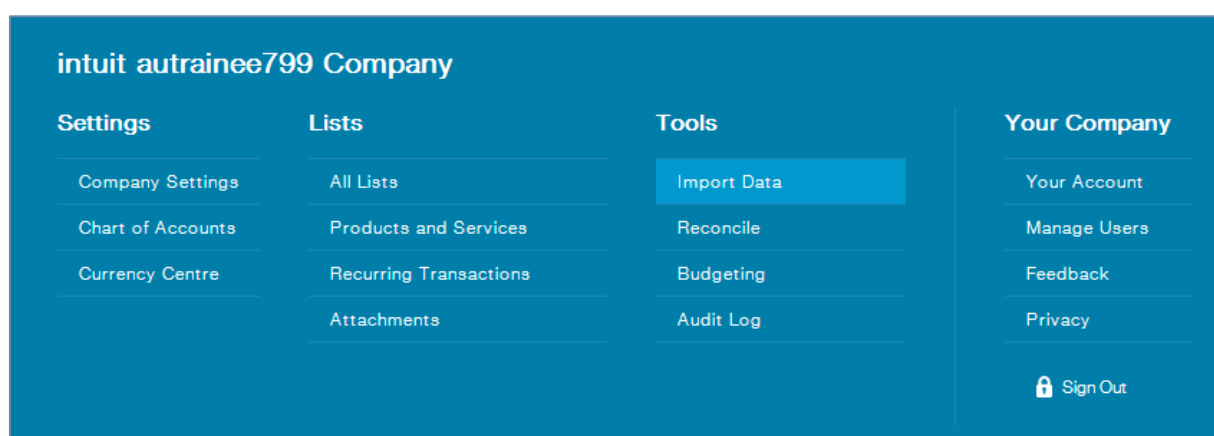 intuit autrainee799 Company
Settings
Company Settings
Chart of Accounts
Currency Centre
Lists
All Lists
Products and Services
Recurring Transactions
Attachments
Tools
Import Data
Reconcile
Budgeting
Audit Log
Your Company
Your Account
Manage Users
Feedback
Privacy
Sign Out